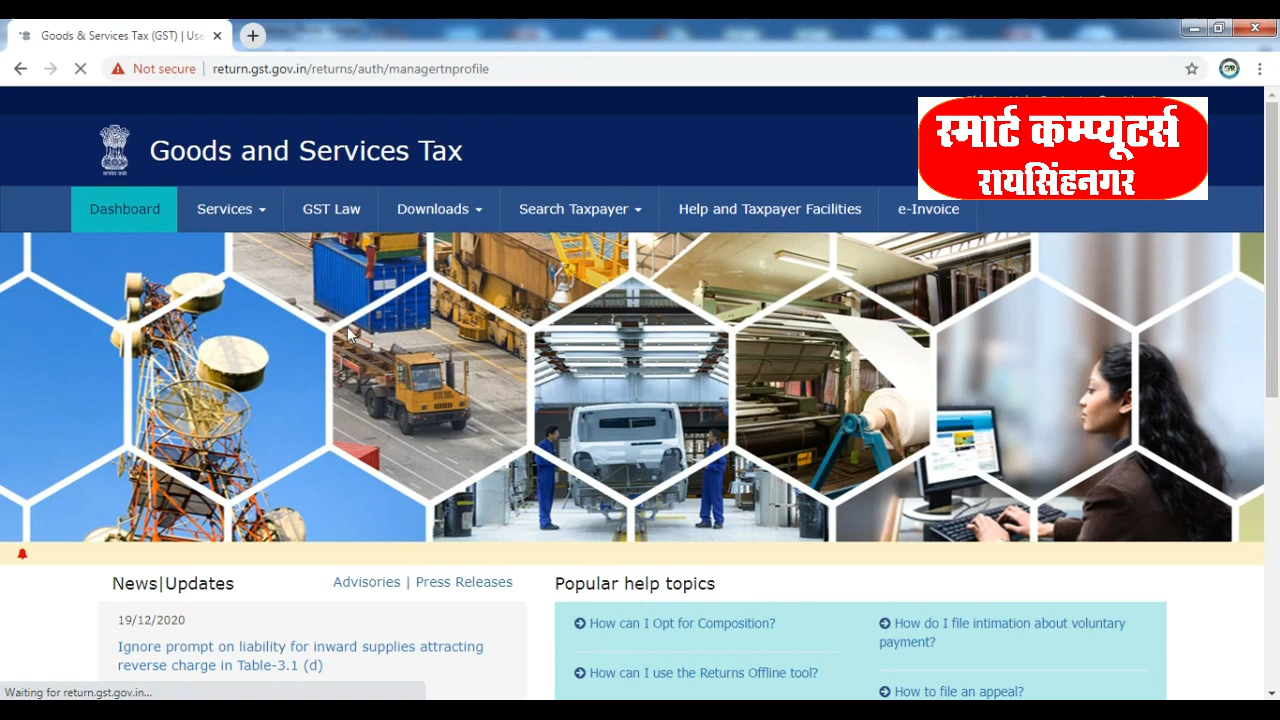 Goods & Services Tax (GST) | Use
Not secure
return.gst.gov.in/returns/auth/managertnprofile
स्मार्ट कम्प्यूटर्स
रायसिंहनगर
Goods and Services Tax
Dashboard
Services
GST Law
Downloads
Search Taxpayer
Help and Taxpayer Facilities
e-Invoice
News|Updates
Advisories | Press Releases
19/12/2020
Ignore prompt on liability for inward supplies attracting
reverse charge in Table-3.1 (d)
Popular help topics
How can I Opt for Composition?
How can I use the Returns Offline tool?
How do I file intimation about voluntary
payment?
How to file an appeal?
Waiting for return.gst.gov.in...